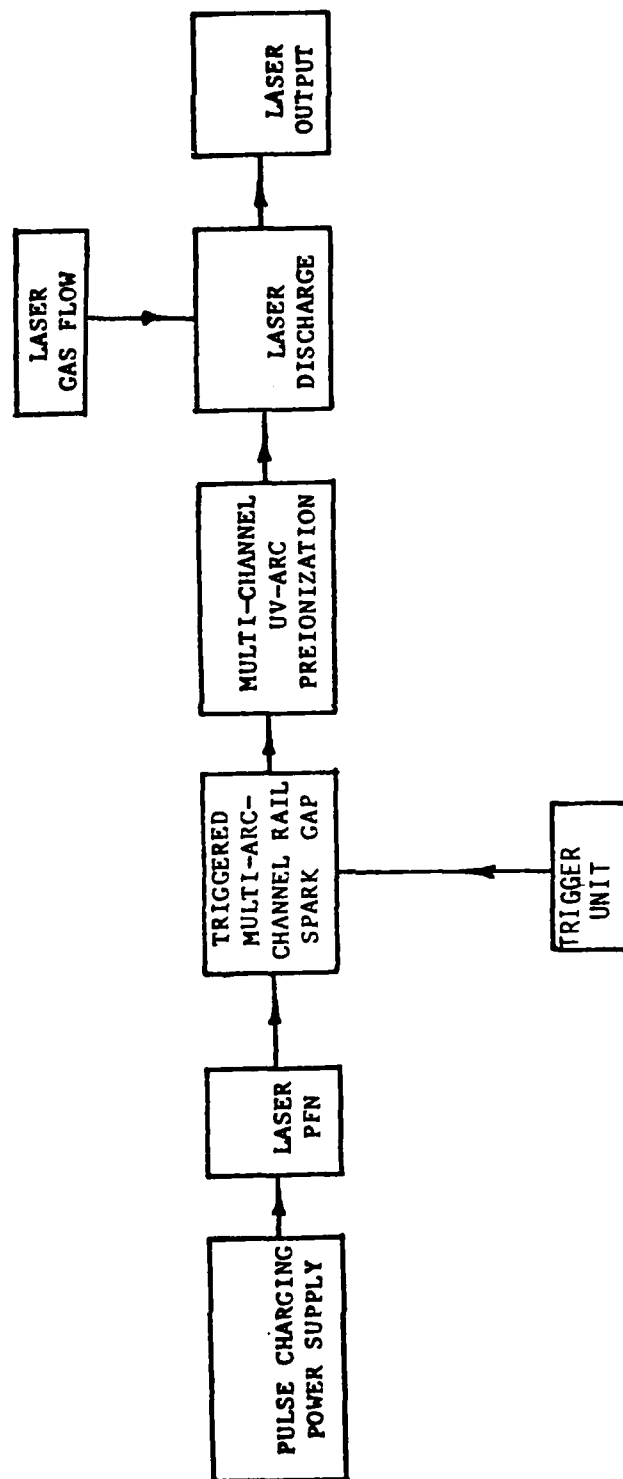 PULSE CHARGING
POWER SUPPLY
LASER
PFN
TRIGGERED
MULTI-ARC-
CHANNEL RAIL
SPARK GAP
TRIGGER
UNIT
MULTI-CHANNEL
UV-ARC
PREIONIZATION
LASER
GAS FLOW
LASER
DISCHARGE
LASER
OUTPUT